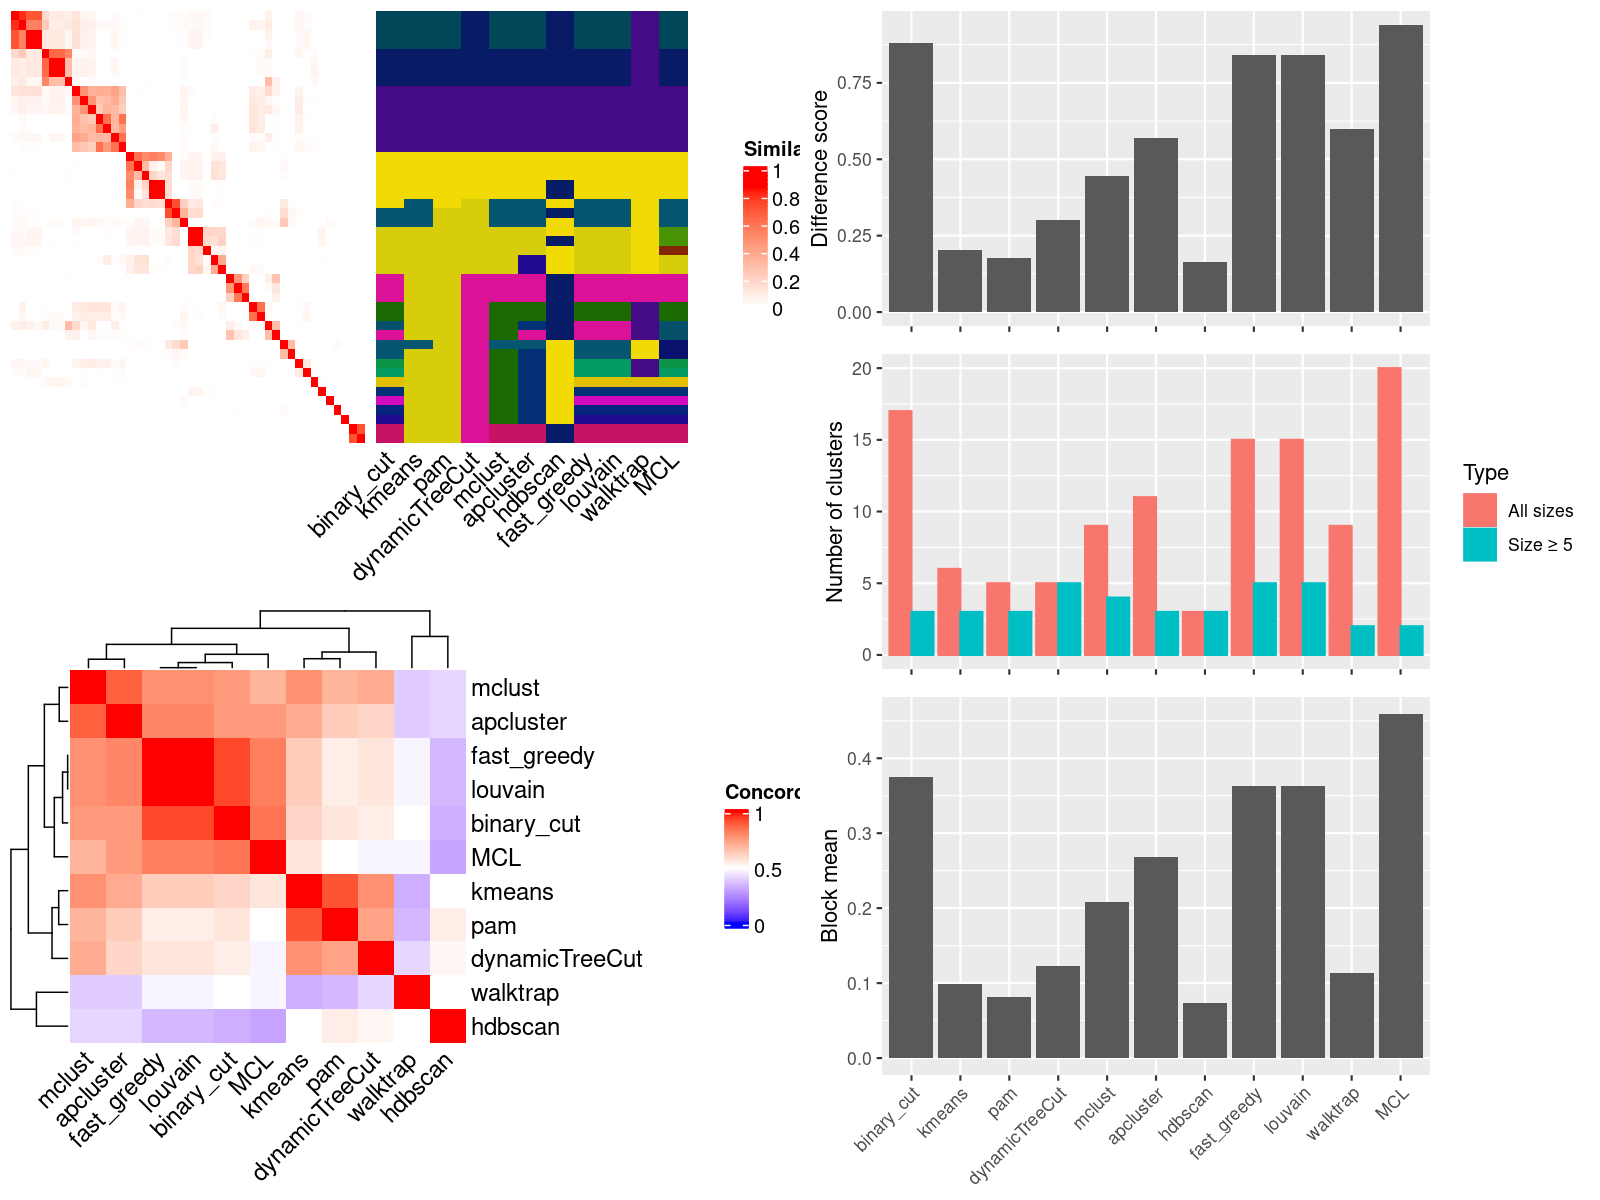 Simila
1
0.8
0.6
0.4
0.2
0
binary_cut
kmeans
pam
dynamicTreeCut
mclust
apcluster
hdbscan
fast_greedy
louvain
walktrap
MCL
Difference score
0.75
0.50
0.25
0.00
Number of clusters
20
15
10
5
0
Type
All sizes
Size ≥ 5
mclust
apcluster
fast_greedy
louvain
binary_cut
MCL
kmeans
pam
dynamicTreeCut
walktrap
hdbscan
mclust
apcluster
fast_greedy
louvain
binary_cut
MCL
kmeans
pam
dynamicTreeCut
walktrap
hdbscan
Concord
1
0.5
0
Block mean
0.4
0.3
0.2
0.1
0.0
binary_cut
kmeans
pam
dynamicTreeCut
mclust
apcluster
hdbscan
fast_greedy
louvain
walktrap
MCL